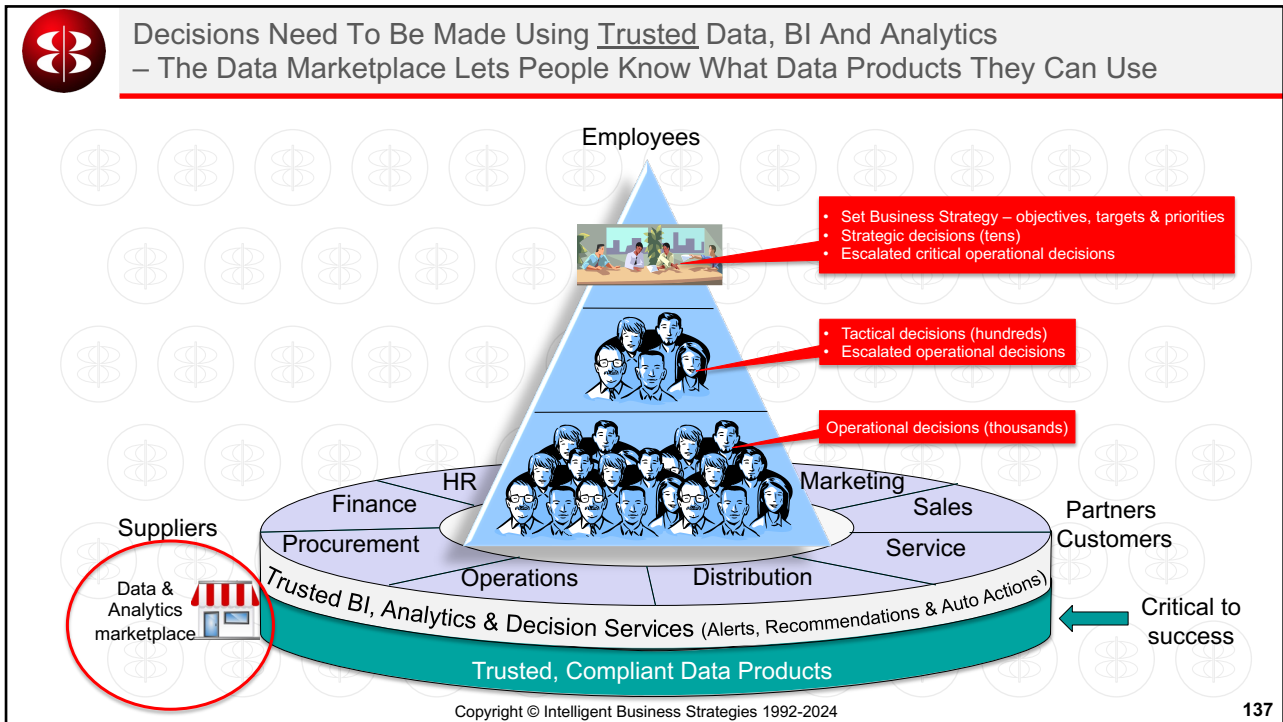 Decisions Need To Be Made Using Trusted Data, BI And Analytics
– The Data Marketplace Lets People Know What Data Products They Can Use
Employees
• Set Business Strategy – objectives, targets & priorities
• Strategic decisions (tens)
• Escalated critical operational decisions
• Tactical decisions (hundreds)
• Escalated operational decisions
Operational decisions (thousands)
HR
Marketing
Finance
Sales
Suppliers
Partners
Customers
Procurement
Service
Operations
Distribution
Data &
Analytics
marketplace
Trusted BI, Analytics & Decision Services (Alerts, Recommendations & Auto Actions)
Critical to
success
Trusted, Compliant Data Products
Copyright © Intelligent Business Strategies 1992-2024
137